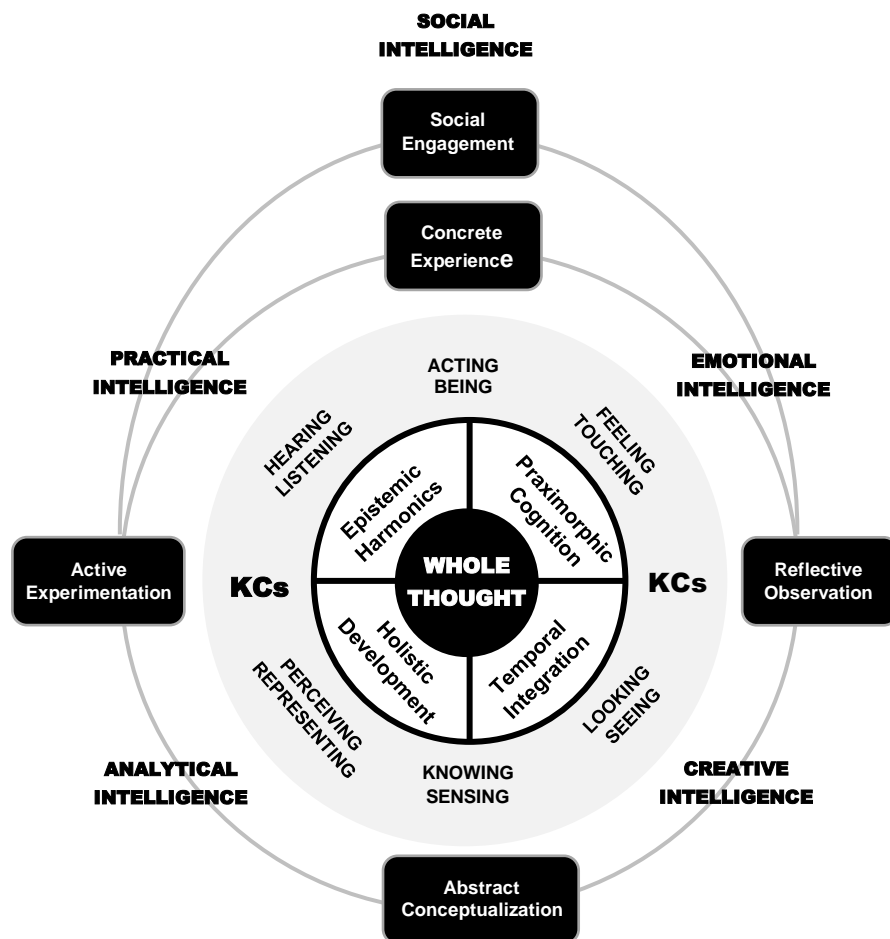 SOCIAL
INTELLIGENCE
Social
Engagement
Concrete
Experience
PRACTICAL
INTELLIGENCE
EMOTIONAL
INTELLIGENCE
ACTING
BEING
HEARING
LISTENING
FEELING
TOUCHING
Epistemic
Harmonics
Praximorphic
Cognition
Active
Experimentation
KCs
WHOLE
THOUGHT
KCs
Reflective
Observation
Holistic
Development
Temporal
Integration
PERCEIVING
REPRESENTING
LOOKING
SEEING
KNOWING
SENSING
ANALYTICAL
INTELLIGENCE
CREATIVE
INTELLIGENCE
Abstract
Conceptualization